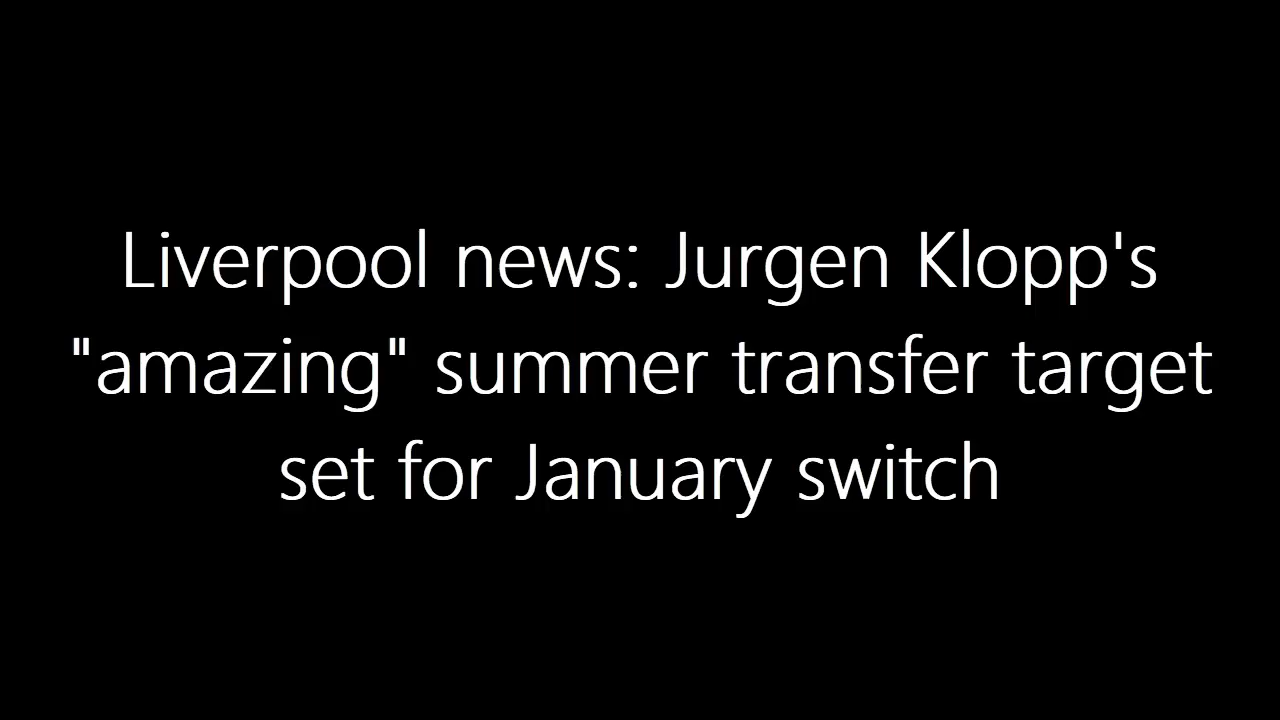 Liverpool news: Jurgen Klopp's
"amazing" summer transfer target
set for January switch